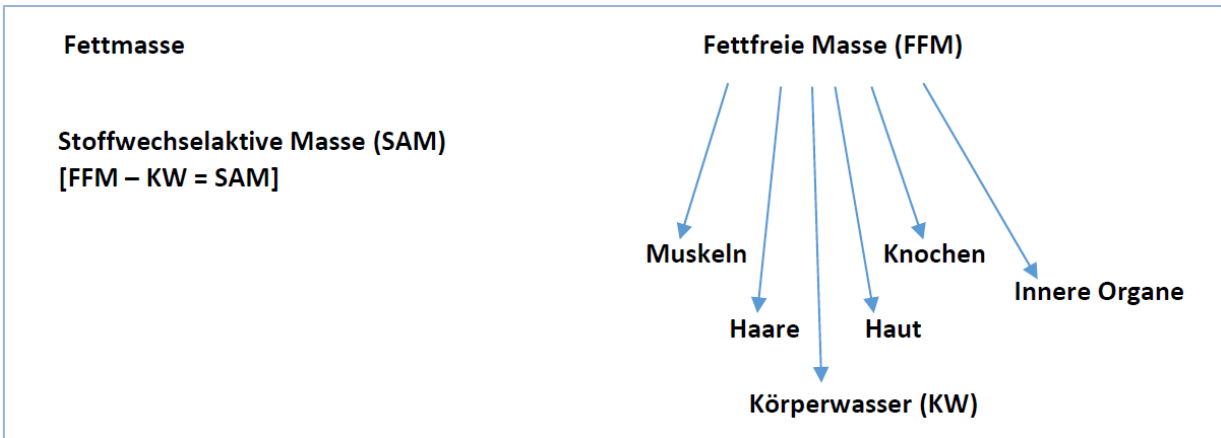 Fettmasse
Fettfreie Masse (FFM)
Stoffwechselaktive Masse (SAM)
[FFM – KW = SAM]
Muskeln
Knochen
Innere Organe
Haare
Haut
Körperwasser (KW)